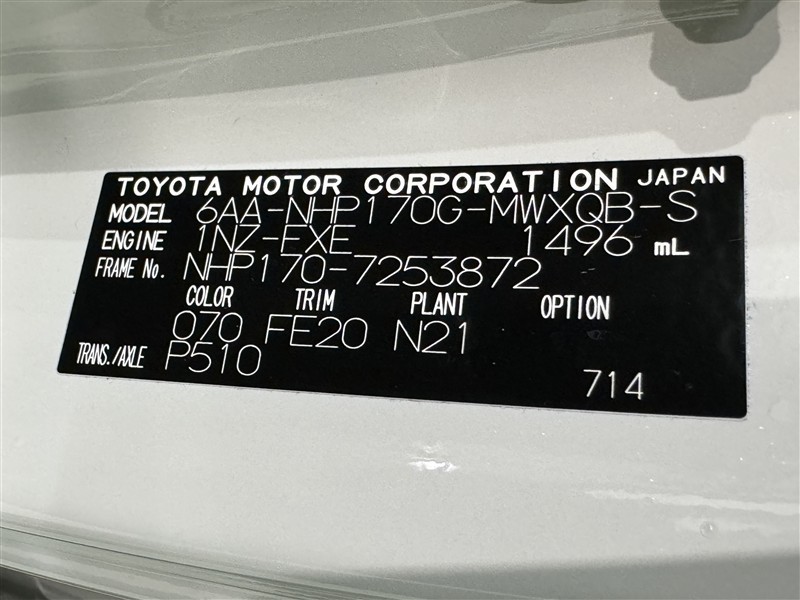 TOYOTA MOTOR CORPORATION JAPAN
MODEL 6AA-NHP170G-MWXQB-S
ENGINE 1NZ-FXE 1496 mL
FRAME No. NHP170-7253872
COLOR TRIM PLANT OPTION
070 FE20 N21
TRANS./AXLE P510
714